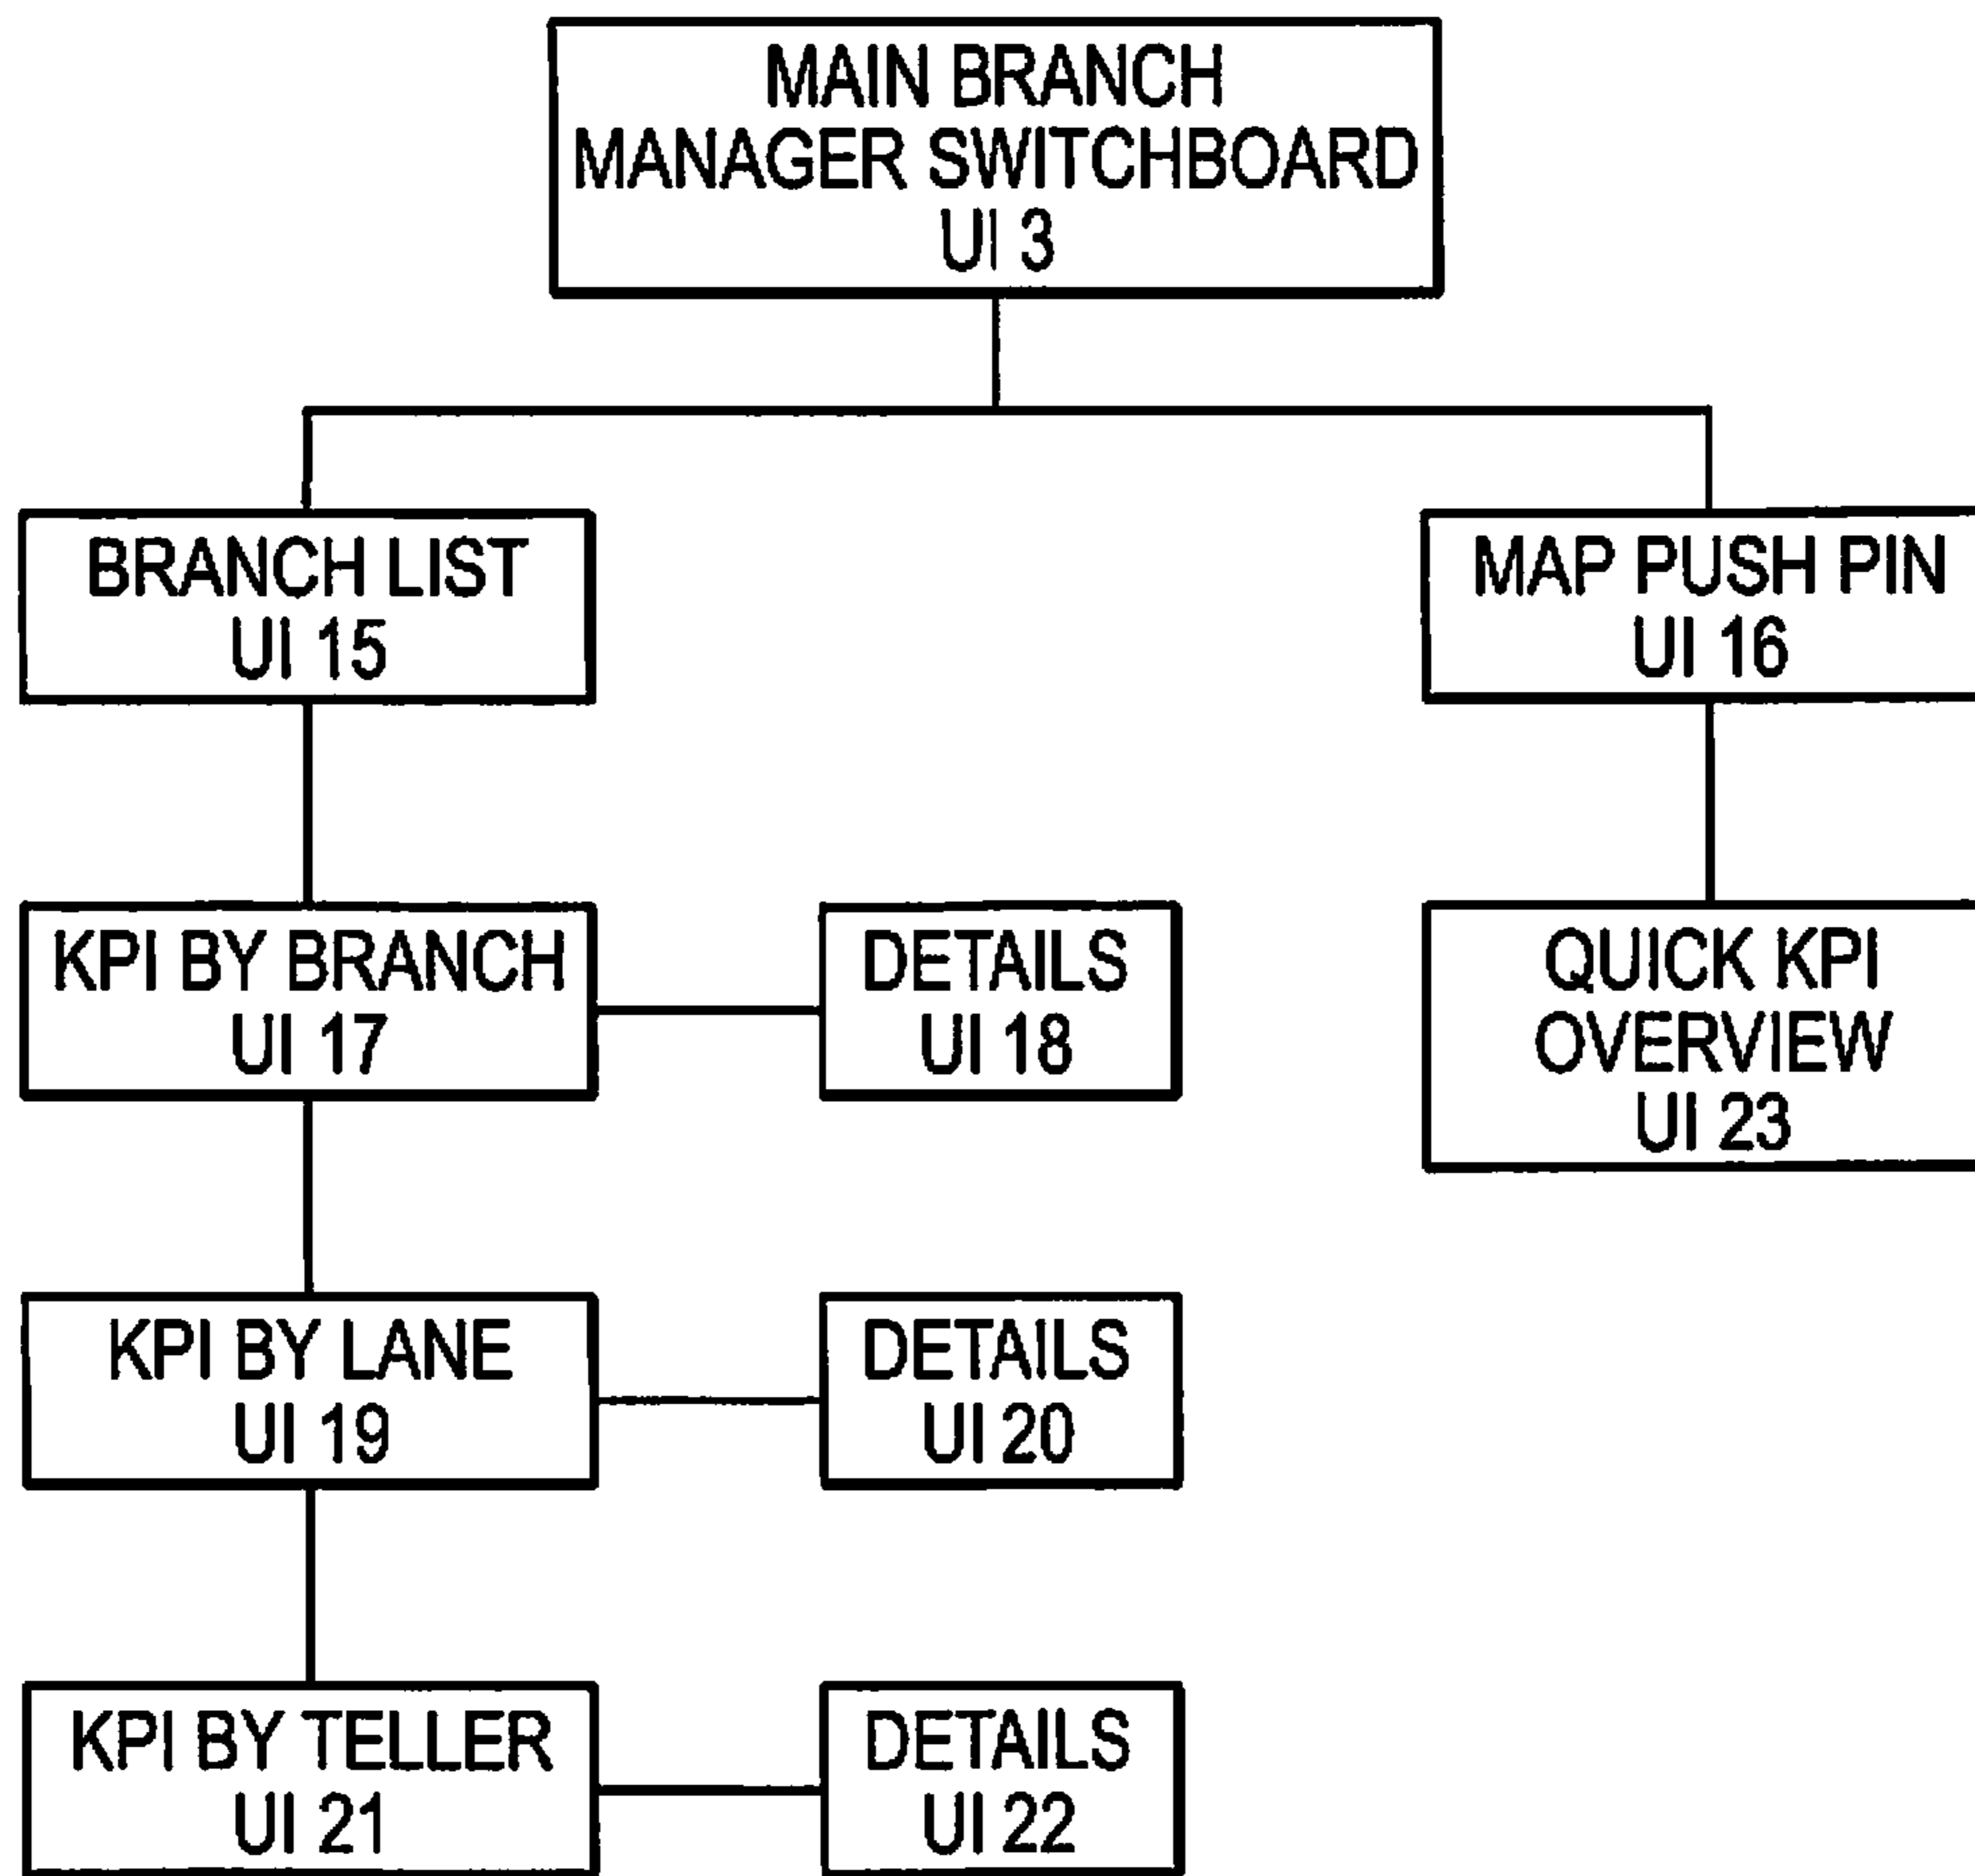 MAIN BRANCH
MANAGER SWITCHBOARD
UI 3
BRANCH LIST
UI 15
MAP PUSH PIN
UI 16
KPI BY BRANCH
UI 17
DETAILS
UI 18
QUICK KPI
OVERVIEW
UI 23
KPI BY LANE
UI 19
DETAILS
UI 20
KPI BY TELLER
UI 21
DETAILS
UI 22